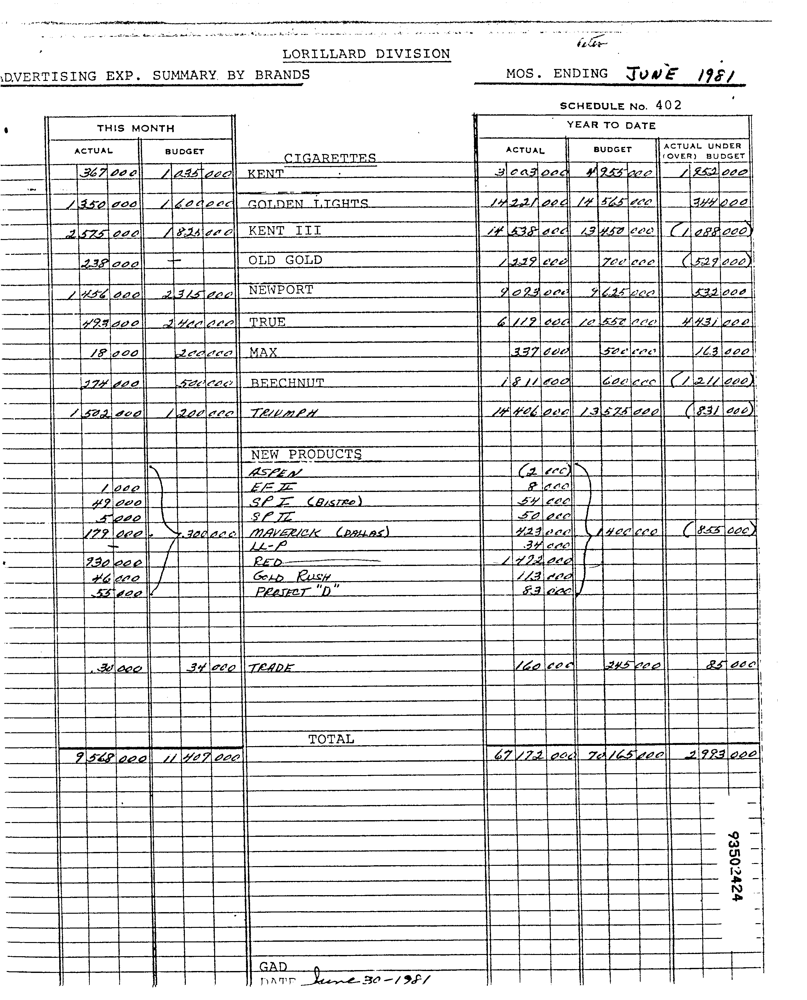 LORILLARD DIVISION
ADVERTISING EXP. SUMMARY BY BRANDS MOS. ENDING JUNE 1981
SCHEDULE No. 402
THIS MONTH YEAR TO DATE
ACTUAL BUDGET CIGARETTES ACTUAL BUDGET ACTUAL UNDER (OVER) BUDGET
367 000 1 035 000 KENT 3 003 000 4 955 000 1 952 000
1 350 000 1 600 000 GOLDEN LIGHTS 14 221 000 14 565 000 344 000
2 575 000 1 825 000 KENT III 14 538 000 13 450 000 (1 088 000)
238 000 — OLD GOLD 1 229 000 700 000 (529 000)
1 456 000 2 315 000 NEWPORT 9 093 000 9 625 000 532 000
493 000 2 400 000 TRUE 6 119 000 10 550 000 4 431 000
18 000 200 000 MAX 337 000 500 000 163 000
274 000 500 000 BEECHNUT 1 811 000 600 000 (1 211 000)
1 502 000 1 200 000 TRIUMPH 14 406 000 13 575 000 (831 000)
NEW PRODUCTS
ASPEN (2 000)
1 000 EF II 8 000
49 000 SP I (BISTRO) 54 000
5 000 SP II 50 000
179 000 300 000 MAVERICK (DALLAS) 423 000 1 400 000 (855 000)
— LL-P 34 000
930 000 RED 1 492 000
46 000 GOLD RUSH 113 000
55 000 PROJECT "D" 83 000
30 000 34 000 TRADE 160 000 245 000 85 000
TOTAL
9 568 000 11 409 000 67 172 000 70 165 000 2 993 000
93502424
GAD
DATE June 30-1981